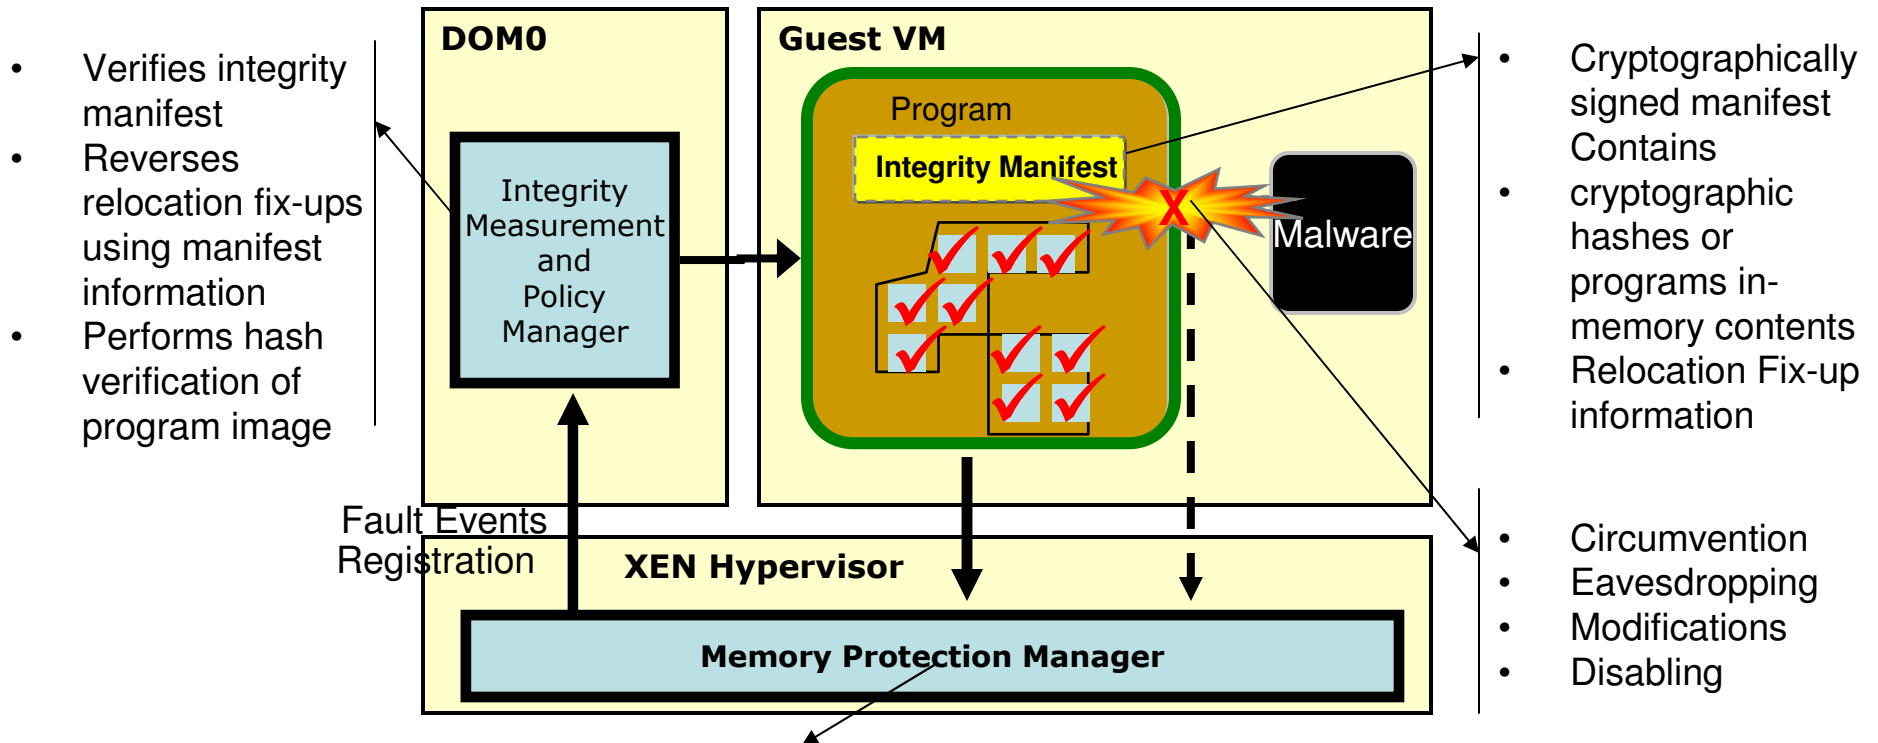 • Verifies integrity
manifest
• Reverses
relocation fix-ups
using manifest
information
• Performs hash
verification of
program image
DOM0
Integrity
Measurement
and
Policy
Manager
Guest VM
Program
Integrity Manifest
X
Malware
• Cryptographically
signed manifest
Contains
• cryptographic
hashes or
programs in-
memory contents
• Relocation Fix-up
information
Fault Events
Registration
XEN Hypervisor
Memory Protection Manager
• Circumvention
• Eavesdropping
• Modifications
• Disabling